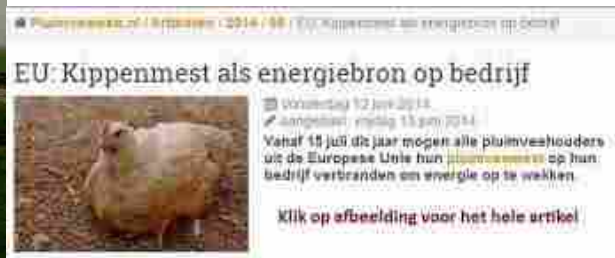 Pluimveeweb.nl / Artikelen / 2014 / 06 / EU: Kippenmest als energiebron op bedrijf
EU: Kippenmest als energiebron op bedrijf
donderdag 12 juni 2014
aangepast: vrijdag 13 juni 2014
Vanaf 15 juli dit jaar mogen alle pluimveehouders
uit de Europese Unie hun pluimveemest op hun
bedrijf verbranden om energie op te wekken.
Klik op afbeelding voor het hele artikel